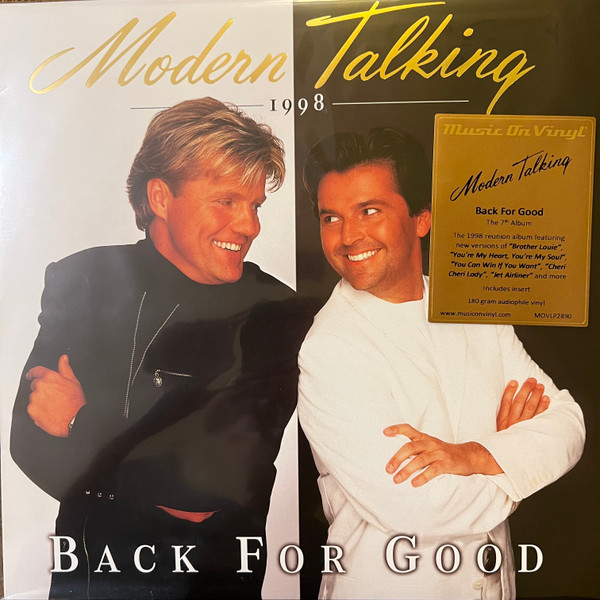 Modern Talking
1998
Music On Vinyl
Modern Talking
Back For Good
The 7th Album
The 1998 reunion album featuring
new versions of "Brother Louie",
"You're My Heart, You're My Soul",
"You Can Win If You Want", "Cheri
Cheri Lady", "Jet Airliner" and more
Includes insert
180 gram audiophile vinyl
www.musiconvinyl.com MOVLP2890
BACK FOR GOOD